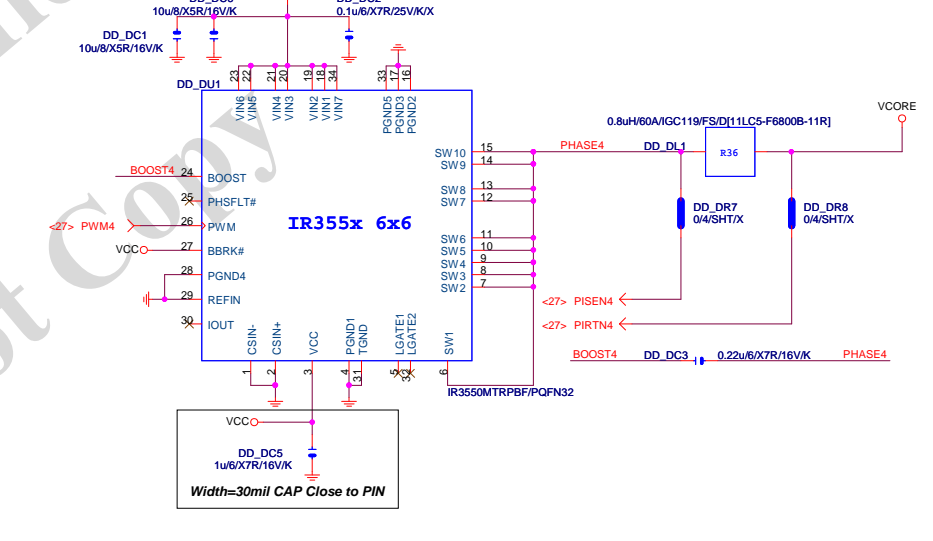 10u/8/X5R/16V/K
0.1u/6/X7R/25V/K/X
DD_DC1
10u/8/X5R/16V/K
DD_DU1
23 22 21 20 19 18 34 33 17 16
VIN6 VIN5 VIN4 VIN3 VIN2 VIN1 VIN7 PGND5 PGND3 PGND2
VCORE
0.8uH/60A/IGC119/FS/D[11LC5-F6800B-11R]
SW10 15 PHASE4 DD_DL1 R36
SW9 14
BOOST4 24 BOOST
SW8 13
SW7 12
25 PHSFLT#
DD_DR7
0/4/SHT/X
DD_DR8
0/4/SHT/X
<27> PWM4 26 PWM
IR355x 6x6
SW6 11
VCC 27 BBRK#
SW5 10
SW4 9
28 PGND4
SW3 8
SW2 7
29 REFIN
<27> PISEN4
30 IOUT
<27> PIRTN4
CSIN- CSIN+ VCC PGND1 TGND LGATE1 LGATE2 SW1
1 2 3 4 31 5 32 6
BOOST4 DD_DC3 0.22u/6/X7R/16V/K PHASE4
IR3550MTRPBF/PQFN32
VCC
DD_DC5
1u/6/X7R/16V/K
Width=30mil CAP Close to PIN
Copy